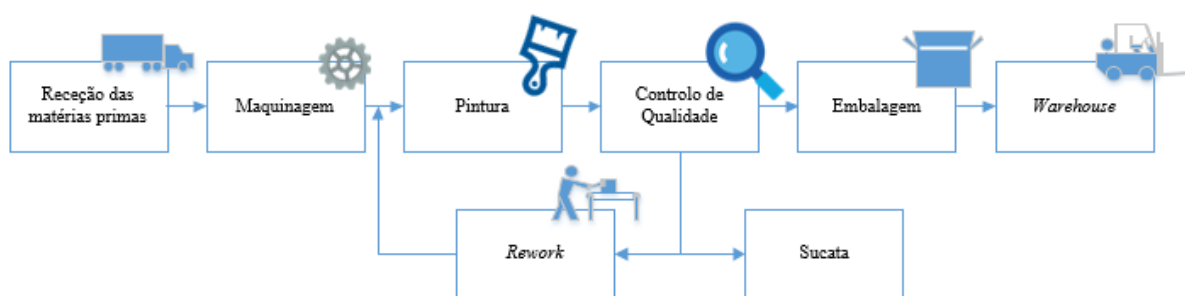 Receção das
matérias primas
Maquinagem
Pintura
Controlo de
Qualidade
Embalagem
Warehouse
Rework
Sucata